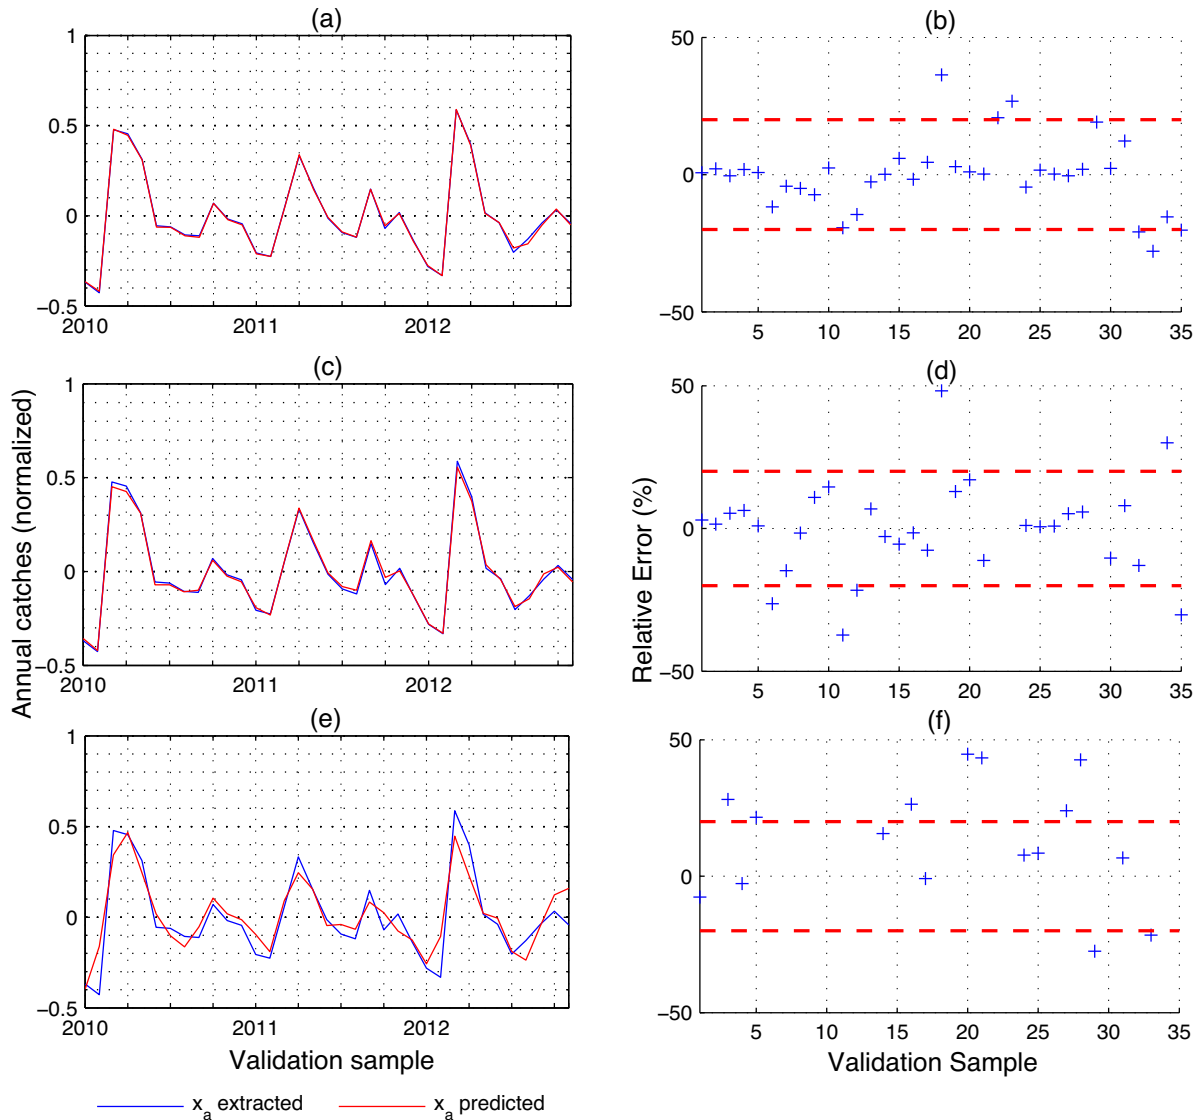 (a)
1
0.5
0
−0.5
2010 2011 2012
(b)
50
0
−50
5 10 15 20 25 30 35
(c)
1
0.5
0
−0.5
2010 2011 2012
(d)
50
0
−50
5 10 15 20 25 30 35
Annual catches (normalized)
Relative Error (%)
(e)
1
0.5
0
−0.5
2010 2011 2012
Validation sample
(f)
50
0
−50
5 10 15 20 25 30 35
Validation Sample
x_a extracted x_a predicted